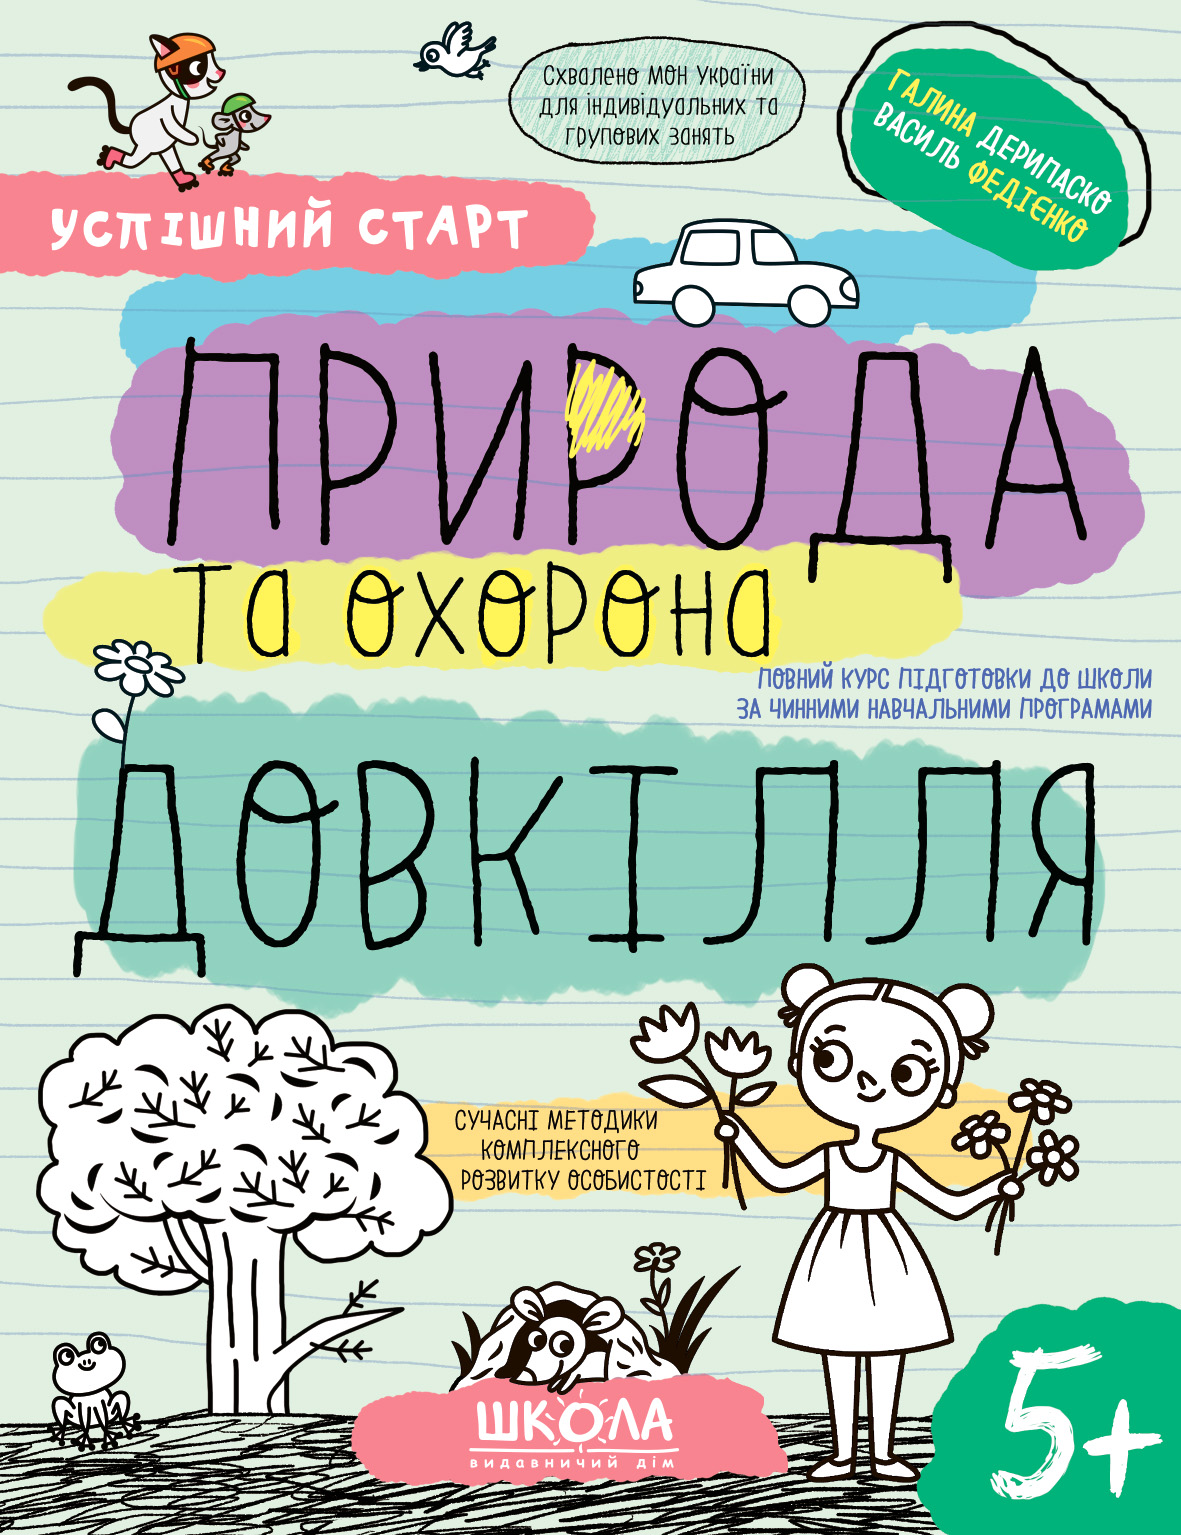 Схвалено МОН України
для індивідуальних та
групових занять
ГАЛИНА ДЕРИПАСКО
ВАСИЛЬ ФЕДІЄНКО
УСПІШНИЙ СТАРТ
ПРИРОДА
та охорона
ПОВНИЙ КУРС ПІДГОТОВКИ ДО ШКОЛИ
ЗА ЧИННИМИ НАВЧАЛЬНИМИ ПРОГРАМАМИ
ДОВКІЛЛЯ
СУЧАСНІ МЕТОДИКИ
КОМПЛЕКСНОГО
РОЗВИТКУ ОСОБИСТОСТІ
ШКОЛА
видавничий дім
5+